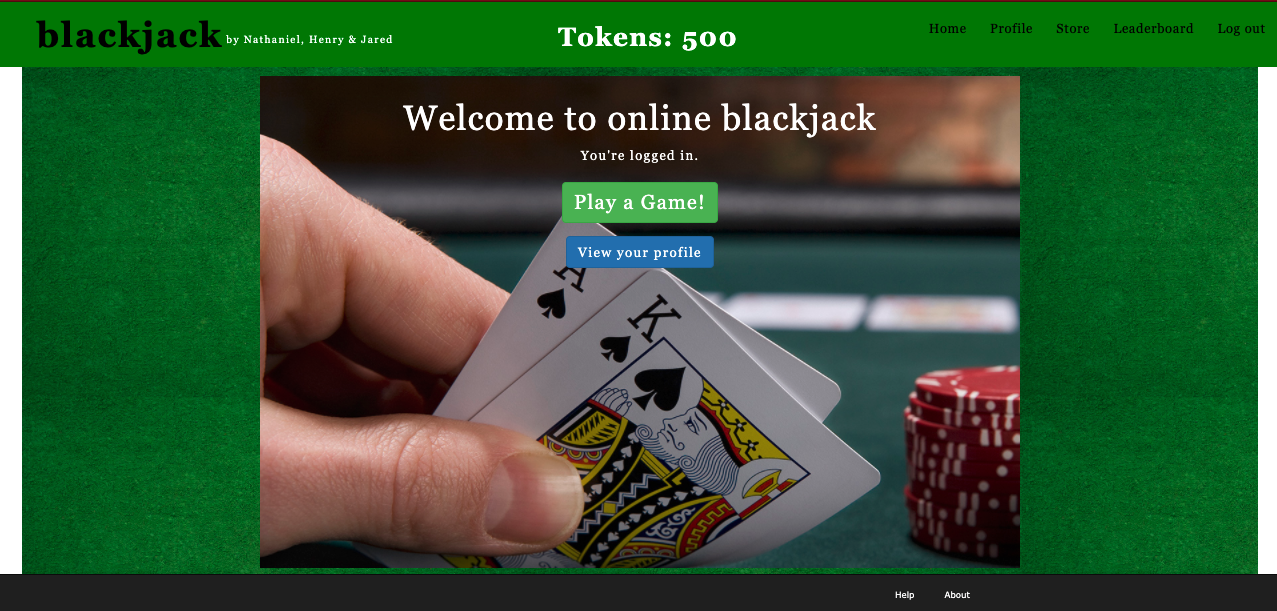 blackjack by Nathaniel, Henry & Jared
Tokens: 500
Home Profile Store Leaderboard Log out
Welcome to online blackjack
You're logged in.
Play a Game!
View your profile
A
K
Help About